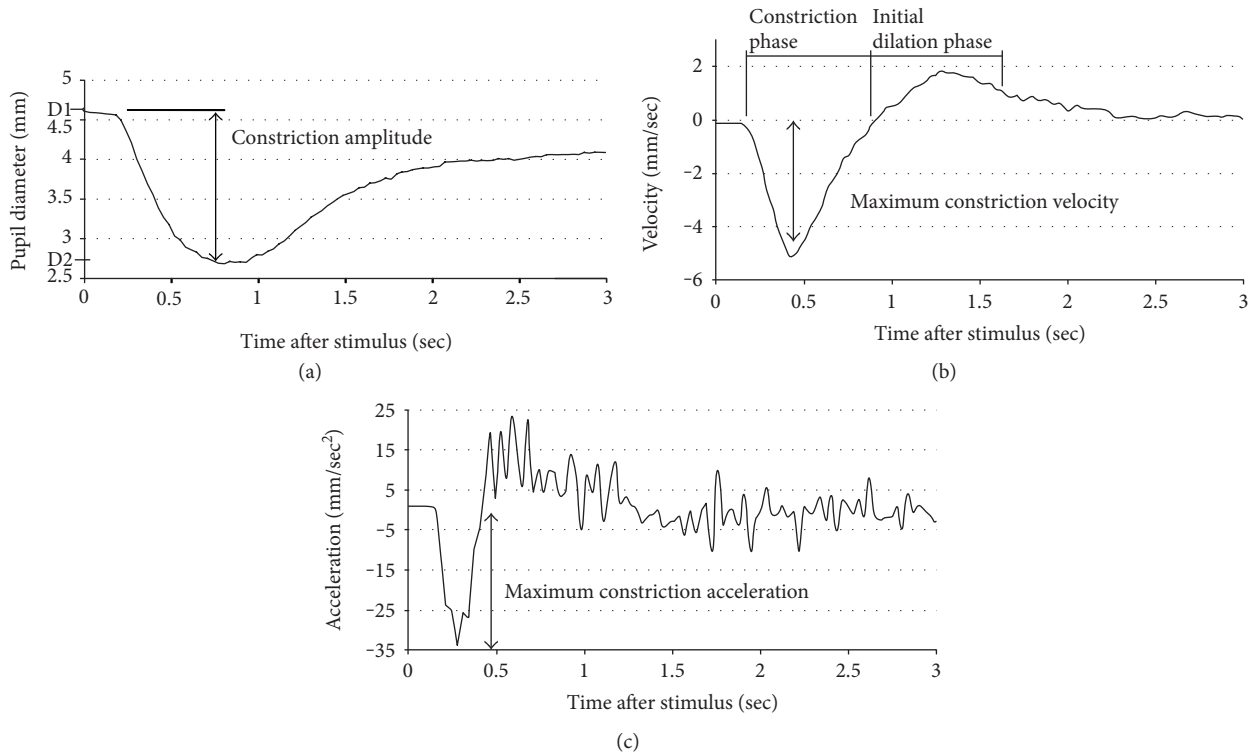 5
D1
4.5
4
3.5
3
D2
2.5
Pupil diameter (mm)
Constriction amplitude
0
0.5
1
1.5
2
2.5
3
Time after stimulus (sec)
(a)
Constriction
phase
Initial
dilation phase
2
0
-2
-4
-6
Velocity (mm/sec)
Maximum constriction velocity
0
0.5
1
1.5
2
2.5
3
Time after stimulus (sec)
(b)
25
15
5
-5
-15
-25
-35
Acceleration (mm/sec²)
Maximum constriction acceleration
0
0.5
1
1.5
2
2.5
3
Time after stimulus (sec)
(c)